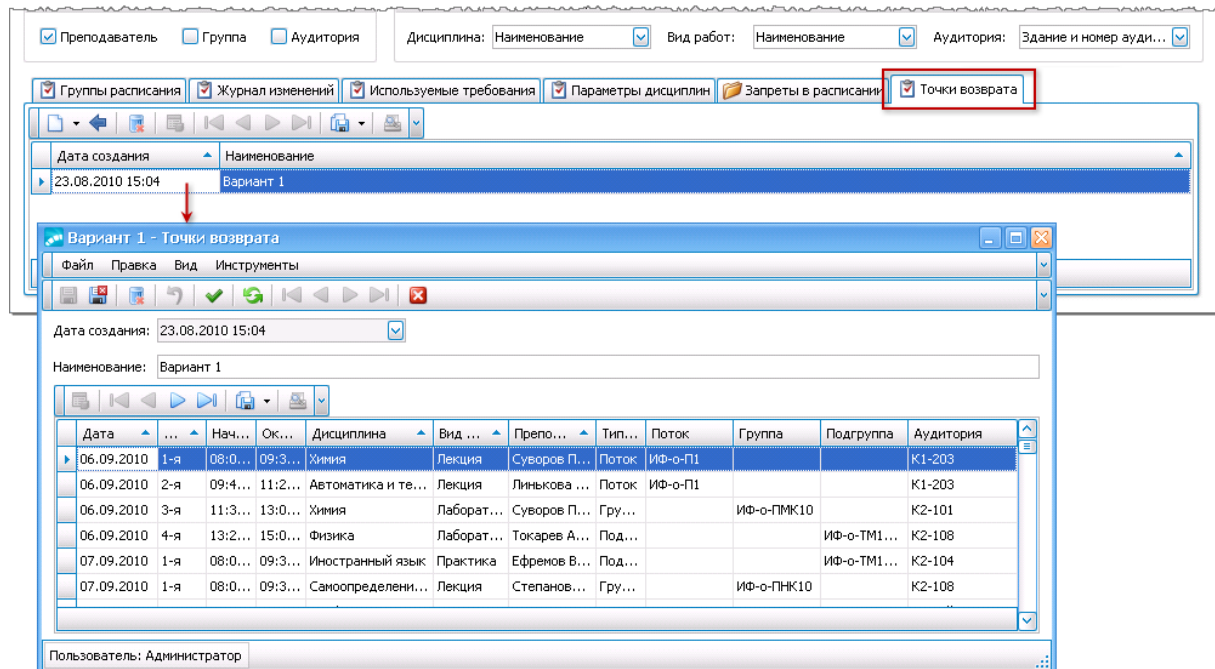 Преподаватель Группа Аудитория Дисциплина: Наименование Вид работ: Наименование Аудитория: Здание и номер ауди...
Группы расписания Журнал изменений Используемые требования Параметры дисциплин Запреты в расписании Точки возврата
Дата создания Наименование
23.08.2010 15:04 Вариант 1
Вариант 1 - Точки возврата
Файл Правка Вид Инструменты
Дата создания: 23.08.2010 15:04
Наименование: Вариант 1
Дата ... Нач... Ок... Дисциплина Вид ... Препо... Тип... Поток Группа Подгруппа Аудитория
06.09.2010 1-я 08:0... 09:3... Химия Лекция Суворов П... Поток ИФ-о-П1 К1-203
06.09.2010 2-я 09:4... 11:2... Автоматика и те... Лекция Линькова ... Поток ИФ-о-П1 К1-203
06.09.2010 3-я 11:3... 13:0... Химия Лаборат... Суворов П... Гру... ИФ-о-ПМК10 К2-101
06.09.2010 4-я 13:2... 15:0... Физика Лаборат... Токарев А... Под... ИФ-о-ТМ1... К2-108
07.09.2010 1-я 08:0... 09:3... Иностранный язык Практика Ефремов В... Под... ИФ-о-ТМ1... К2-104
07.09.2010 1-я 08:0... 09:3... Самоопределени... Лекция Степанов... Гру... ИФ-о-ПНК10 К2-108
Пользователь: Администратор